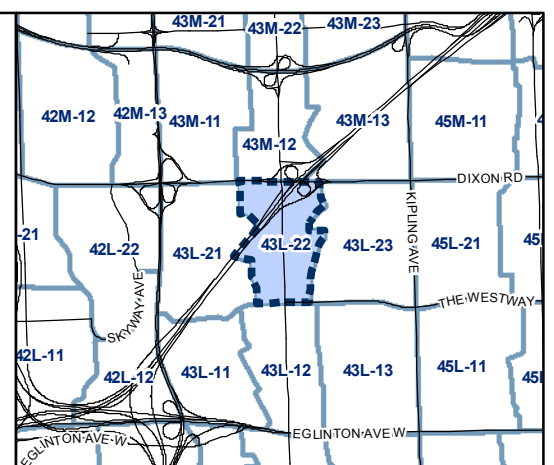 43M-21
43M-22
43M-23
42M-12
42M-13
43M-11
43M-12
43M-13
45M-11
DIXON RD
KIPLING AVE
-21
42L-22
43L-21
43L-22
43L-23
45L-21
45
SKYWAY AVE
THE WESTWAY
42L-11
42L-12
43L-11
43L-12
43L-13
45L-11
45
EGLINTON AVE W
EGLINTON AVE W